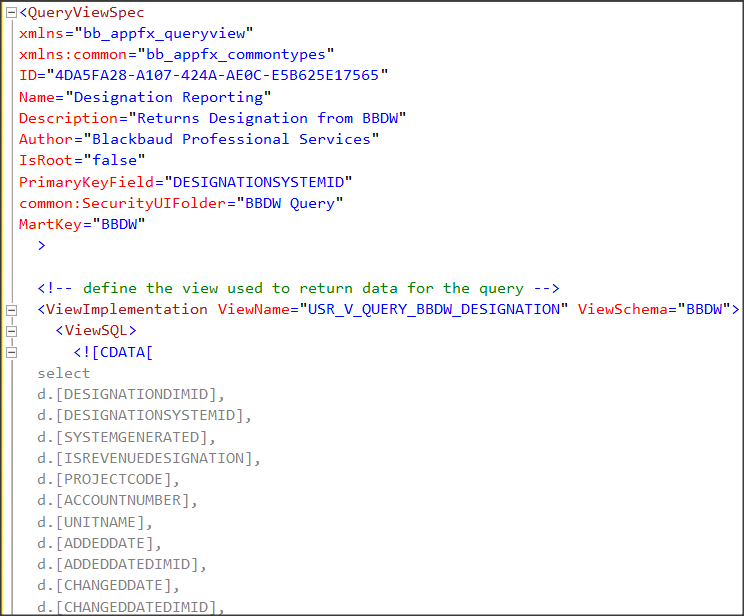 <QueryViewSpec
xmlns="bb_appfx_queryview"
xmlns:common="bb_appfx_commontypes"
ID="4DA5FA28-A107-424A-AE0C-E5B625E17565"
Name="Designation Reporting"
Description="Returns Designation from BBDW"
Author="Blackbaud Professional Services"
IsRoot="false"
PrimaryKeyField="DESIGNATIONSYSTEMID"
common:SecurityUIFolder="BBDW Query"
MartKey="BBDW"
>
<!-- define the view used to return data for the query -->
<ViewImplementation ViewName="USR_V_QUERY_BBDW_DESIGNATION" ViewSchema="BBDW">
<ViewSQL>
<![CDATA[
select
d.[DESIGNATIONDIMID],
d.[DESIGNATIONSYSTEMID],
d.[SYSTEMGENERATED],
d.[ISREVENUEDESIGNATION],
d.[PROJECTCODE],
d.[ACCOUNTNUMBER],
d.[UNITNAME],
d.[ADDEDDATE],
d.[ADDEDDATEDIMID],
d.[CHANGEDDATE],
d.[CHANGEDDATEDIMID],